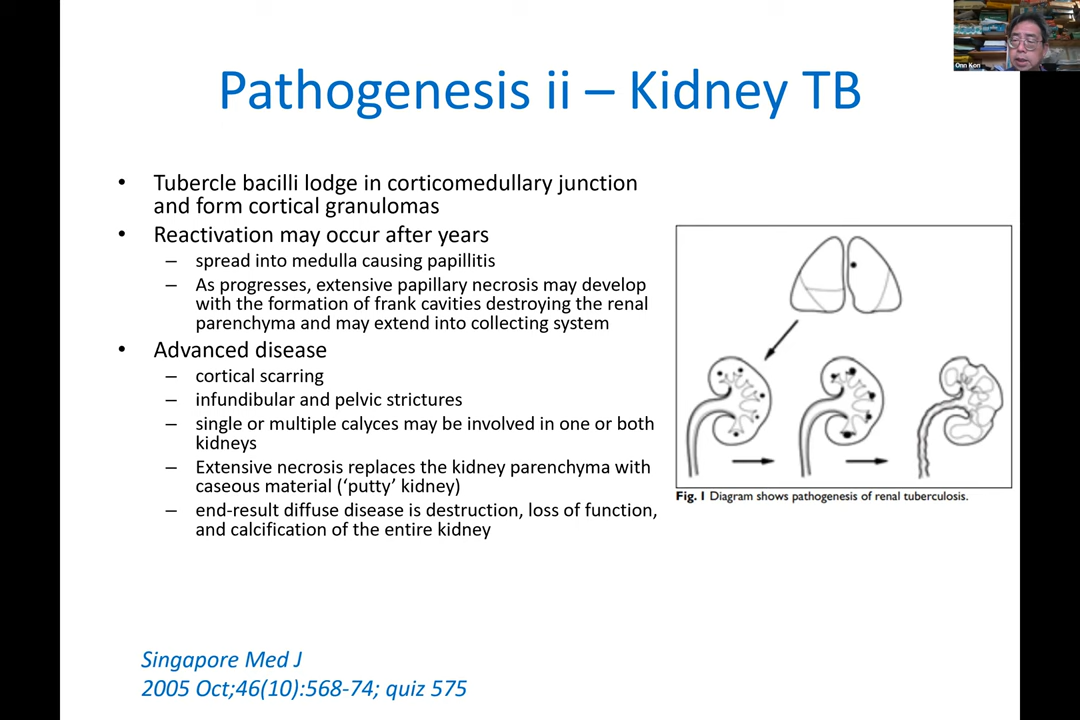 Onn Kon
Pathogenesis ii – Kidney TB
• Tubercle bacilli lodge in corticomedullary junction
and form cortical granulomas
• Reactivation may occur after years
– spread into medulla causing papillitis
– As progresses, extensive papillary necrosis may develop
with the formation of frank cavities destroying the renal
parenchyma and may extend into collecting system
• Advanced disease
– cortical scarring
– infundibular and pelvic strictures
– single or multiple calyces may be involved in one or both
kidneys
– Extensive necrosis replaces the kidney parenchyma with
caseous material (‘putty’ kidney)
– end-result diffuse disease is destruction, loss of function,
and calcification of the entire kidney
Fig. 1 Diagram shows pathogenesis of renal tuberculosis.
Singapore Med J
2005 Oct;46(10):568-74; quiz 575